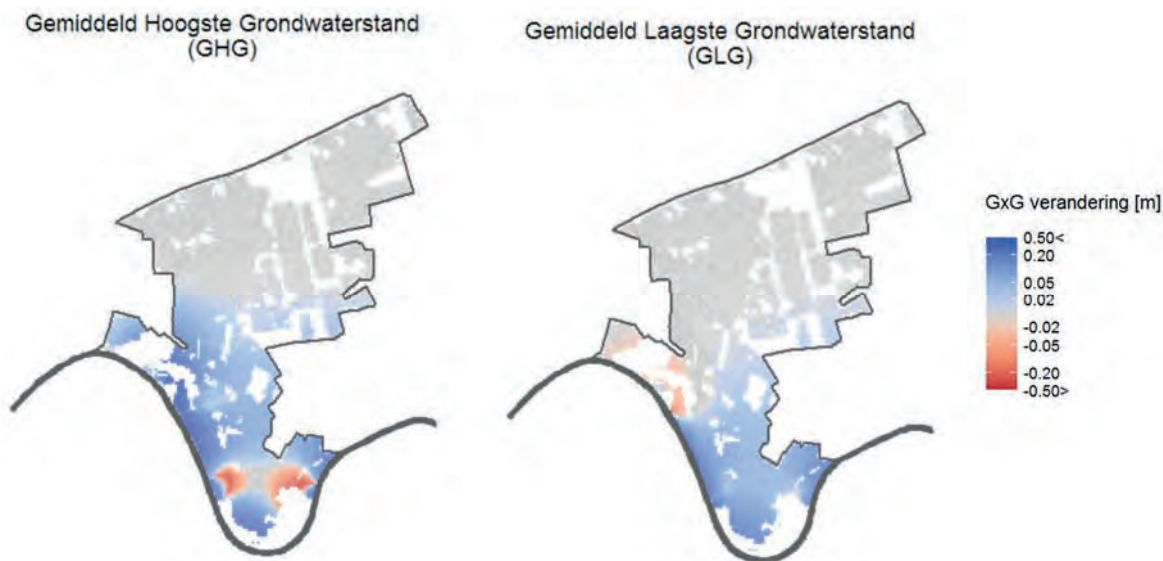 Gemiddeld Hoogste Grondwaterstand
(GHG)
Gemiddeld Laagste Grondwaterstand
(GLG)
GxG verandering [m]
0.50<
0.20
0.05
0.02
-0.02
-0.05
-0.20
-0.50>